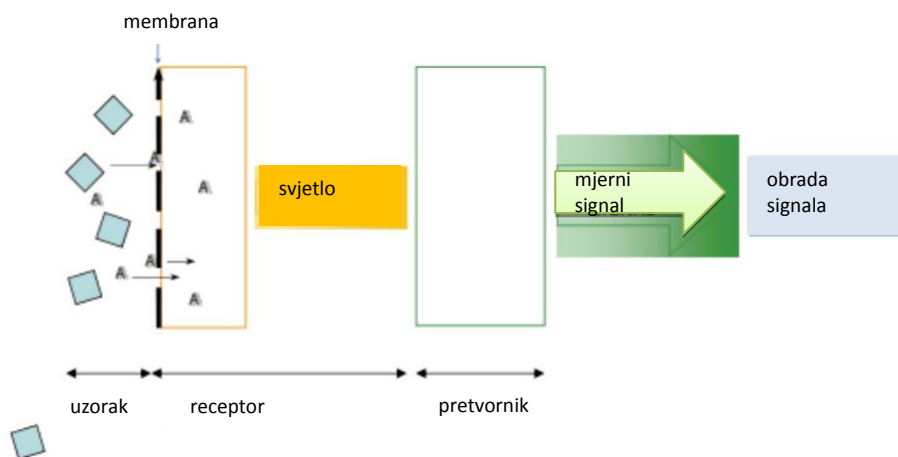 membrana
A
A
A
A
A
A
A
svjetlo
mjerni
signal
obrada
signala
uzorak
receptor
pretvornik